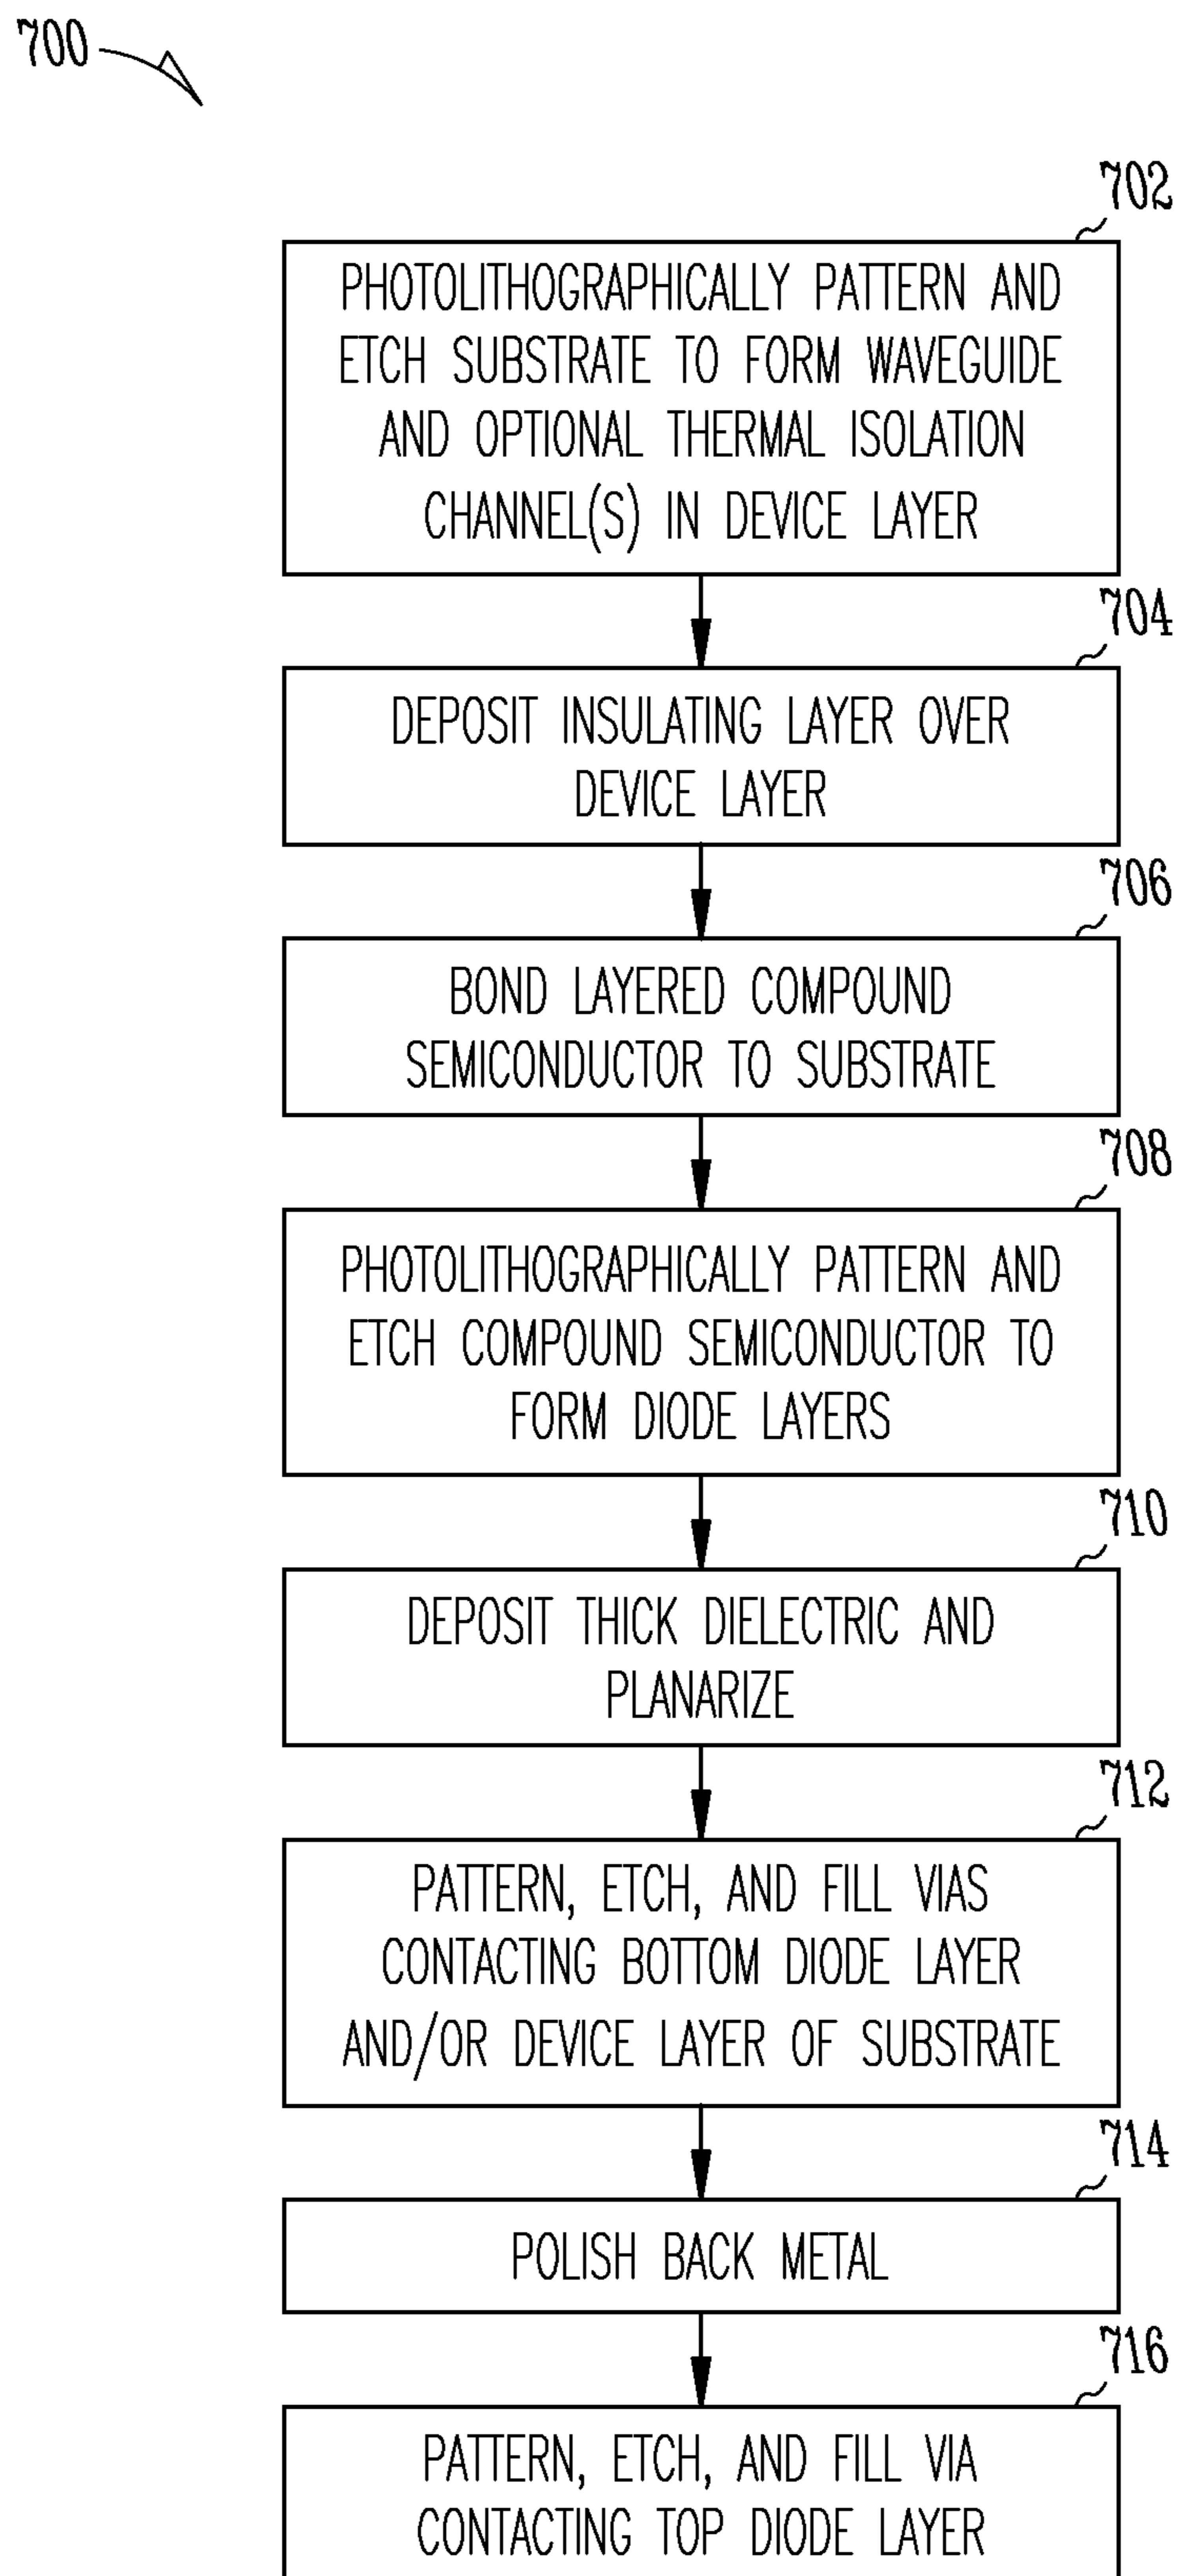 700
702
PHOTOLITHOGRAPHICALLY PATTERN AND
ETCH SUBSTRATE TO FORM WAVEGUIDE
AND OPTIONAL THERMAL ISOLATION
CHANNEL(S) IN DEVICE LAYER
704
DEPOSIT INSULATING LAYER OVER
DEVICE LAYER
706
BOND LAYERED COMPOUND
SEMICONDUCTOR TO SUBSTRATE
708
PHOTOLITHOGRAPHICALLY PATTERN AND
ETCH COMPOUND SEMICONDUCTOR TO
FORM DIODE LAYERS
710
DEPOSIT THICK DIELECTRIC AND
PLANARIZE
712
PATTERN, ETCH, AND FILL VIAS
CONTACTING BOTTOM DIODE LAYER
AND/OR DEVICE LAYER OF SUBSTRATE
714
POLISH BACK METAL
716
PATTERN, ETCH, AND FILL VIA
CONTACTING TOP DIODE LAYER